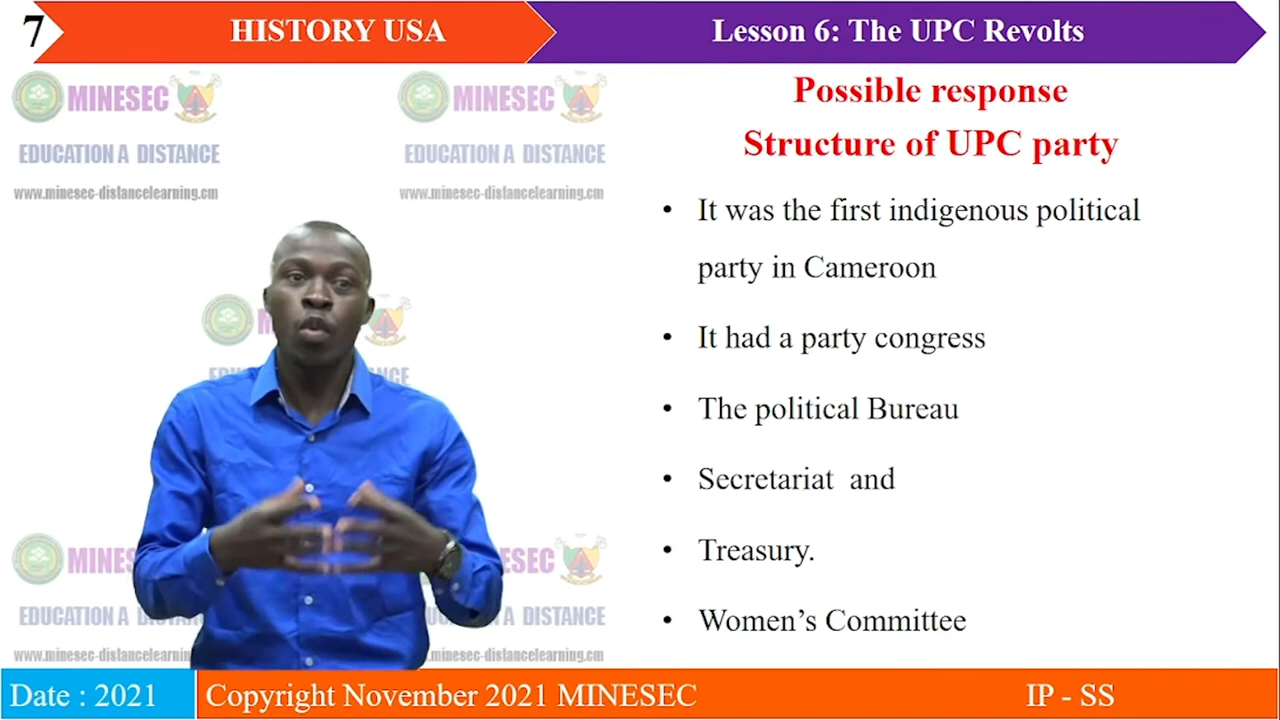 7
HISTORY USA
Lesson 6: The UPC Revolts
MINESEC
MINESEC
EDUCATION A DISTANCE
EDUCATION A DISTANCE
www.minesec-distancelearning.cm
www.minesec-distancelearning.cm
Possible response
Structure of UPC party
• It was the first indigenous political
party in Cameroon
• It had a party congress
• The political Bureau
• Secretariat and
• Treasury.
• Women’s Committee
Date : 2021
Copyright November 2021 MINESEC
IP - SS